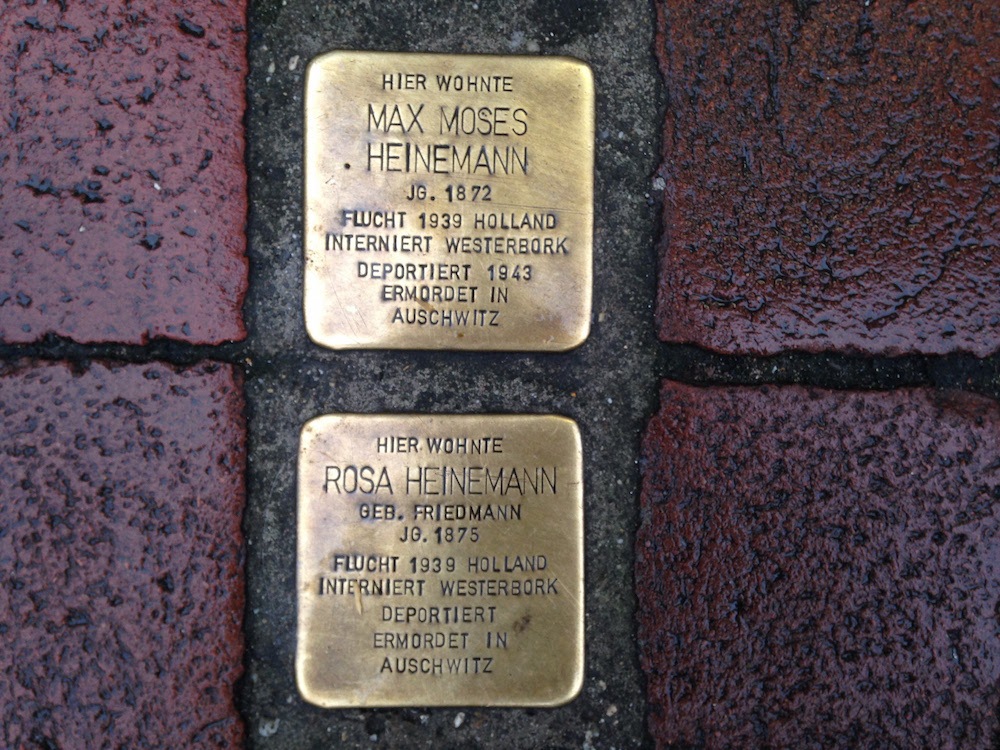 HIER WOHNTE
MAX MOSES
HEINEMANN
JG. 1872
FLUCHT 1939 HOLLAND
INTERNIERT WESTERBORK
DEPORTIERT 1943
ERMORDET IN
AUSCHWITZ
HIER WOHNTE
ROSA HEINEMANN
GEB. FRIEDMANN
JG. 1875
FLUCHT 1939 HOLLAND
INTERNIERT WESTERBORK
DEPORTIERT
ERMORDET IN
AUSCHWITZ